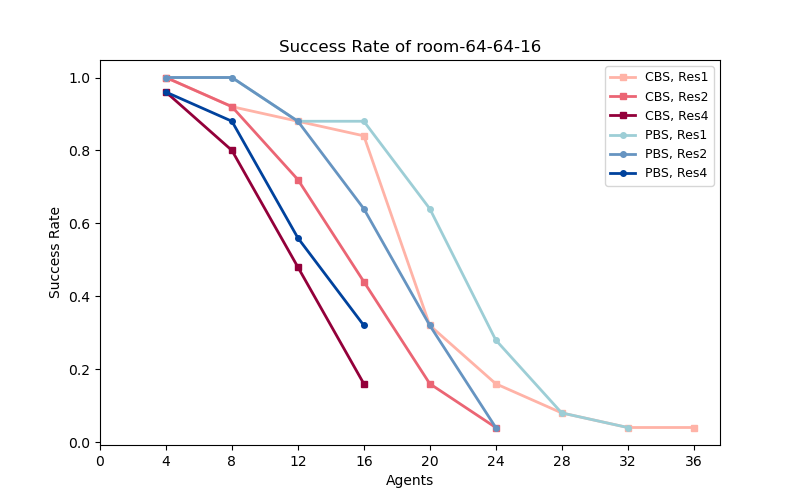 Success Rate of room-64-64-16
CBS, Res1
CBS, Res2
CBS, Res4
PBS, Res1
PBS, Res2
PBS, Res4
Success Rate
1.0
0.8
0.6
0.4
0.2
0.0
0 4 8 12 16 20 24 28 32 36
Agents